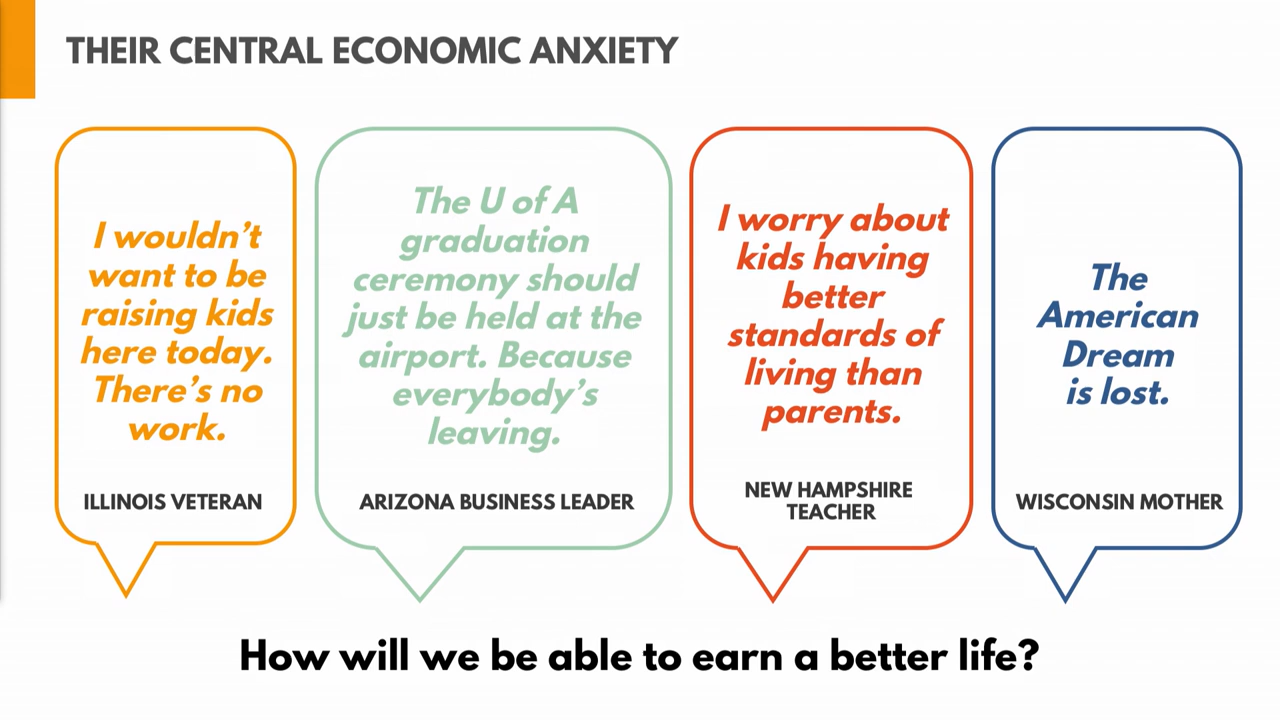 THEIR CENTRAL ECONOMIC ANXIETY
I wouldn’t
want to be
raising kids
here today.
There’s no
work.
ILLINOIS VETERAN
The U of A
graduation
ceremony should
just be held at the
airport. Because
everybody’s
leaving.
ARIZONA BUSINESS LEADER
I worry about
kids having
better
standards of
living than
parents.
NEW HAMPSHIRE
TEACHER
The
American
Dream
is lost.
WISCONSIN MOTHER
How will we be able to earn a better life?